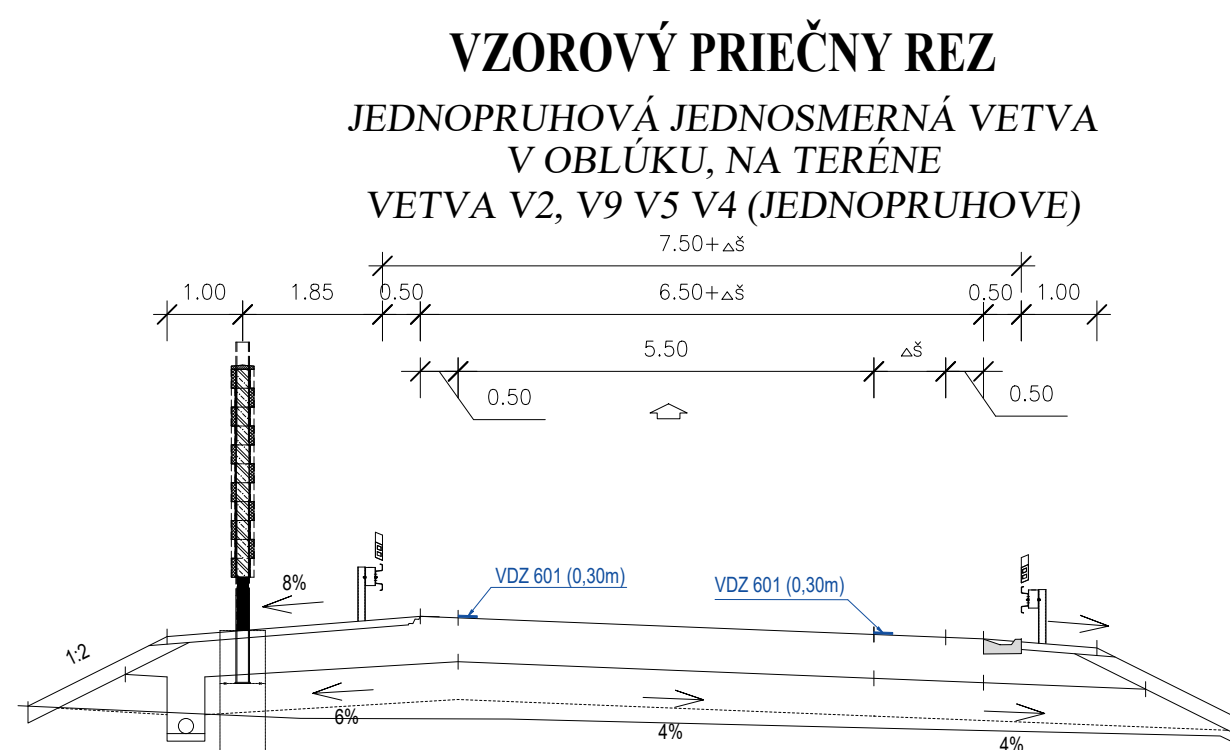 VZOROVÝ PRIEČNY REZ
JEDNOPRUHOVÁ JEDNOSMERNÁ VETVA
V OBLÚKU, NA TERÉNE
VETVA V2, V9 V5 V4 (JEDNOPRUHOVE)
7.50+△š
1.00 1.85 0.50 6.50+△š 0.50 1.00
5.50 △š
0.50 0.50
8% VDZ 601 (0,30m) VDZ 601 (0,30m)
1:2
6% 4% 4%